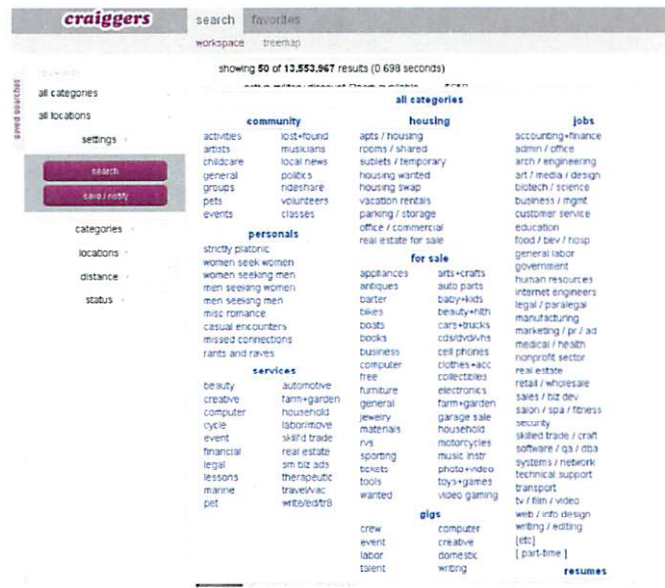 craiggers
search favorites
workspace treemap
saved searches
showing 50 of 13,553,967 results (0.698 seconds)
all categories
all locations
settings
search
save / notify
categories
locations
distance
status
all categories
community
activities lost+found
artists musicians
childcare local news
general politics
groups rideshare
pets volunteers
events classes
personals
strictly platonic
women seek women
women seeking men
men seeking women
men seeking men
misc romance
casual encounters
missed connections
rants and raves
services
beauty automotive
creative farm+garden
computer household
cycle labor/move
event skill'd trade
financial real estate
legal sm biz ads
lessons therapeutic
marine travel/vac
pet write/ed/tr8
housing
apts / housing
rooms / shared
sublets / temporary
housing wanted
housing swap
vacation rentals
parking / storage
office / commercial
real estate for sale
for sale
appliances arts+crafts
antiques auto parts
barter baby+kids
bikes beauty+hlth
boats cars+trucks
books cds/dvd/vhs
business cell phones
computer clothes+acc
free collectibles
furniture electronics
general farm+garden
jewelry garage sale
materials household
rvs motorcycles
sporting music instr
tickets photo+video
tools toys+games
wanted video gaming
gigs
crew computer
event creative
labor domestic
talent writing
jobs
accounting+finance
admin / office
arch / engineering
art / media / design
biotech / science
business / mgmt
customer service
education
food / bev / hosp
general labor
government
human resources
internet engineers
legal / paralegal
manufacturing
marketing / pr / ad
medical / health
nonprofit sector
real estate
retail / wholesale
sales / biz dev
salon / spa / fitness
security
skilled trade / craft
software / qa / dba
systems / network
technical support
transport
tv / film / video
web / info design
writing / editing
[etc]
[ part-time ]
resumes